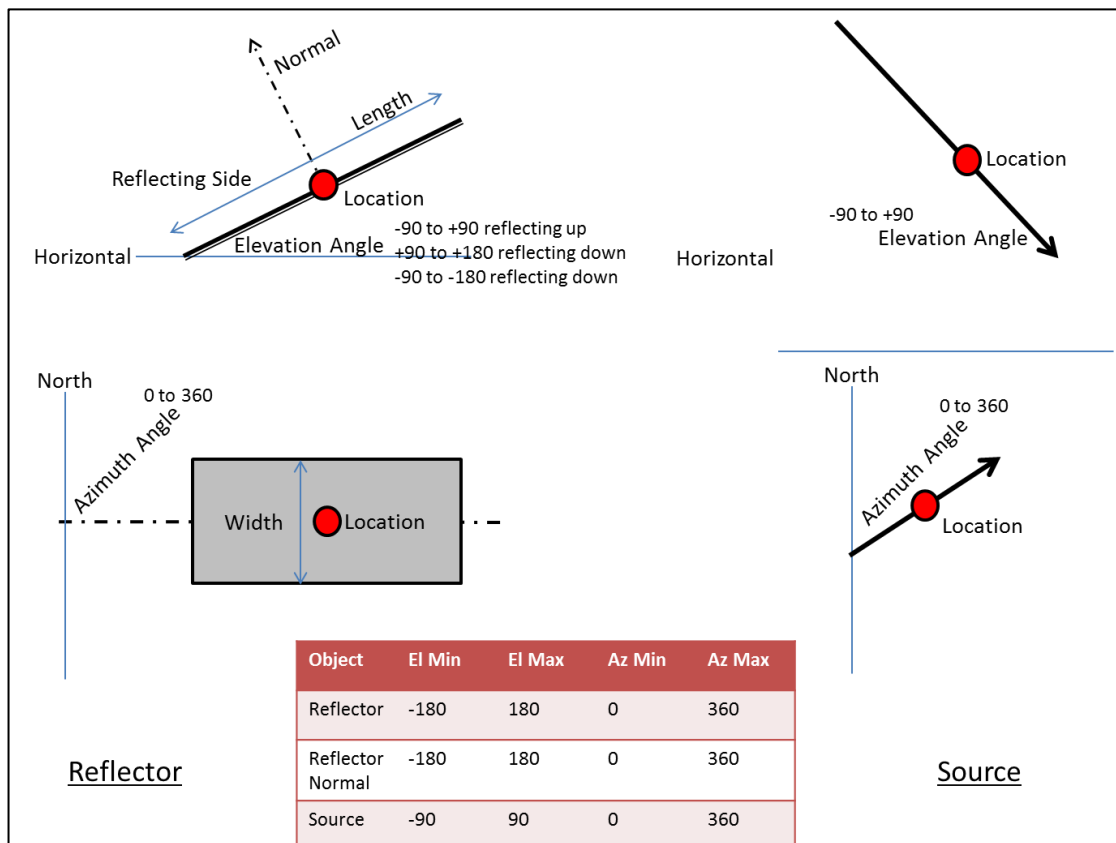 Normal
Length
Reflecting Side
Location
Elevation Angle
-90 to +90 reflecting up
+90 to +180 reflecting down
-90 to -180 reflecting down
Horizontal
Location
-90 to +90
Elevation Angle
Horizontal
North
0 to 360
Azimuth Angle
Width
Location
North
0 to 360
Azimuth Angle
Location
Object El Min El Max Az Min Az Max
Reflector -180 180 0 360
Reflector
Normal -180 180 0 360
Source -90 90 0 360
Reflector
Source